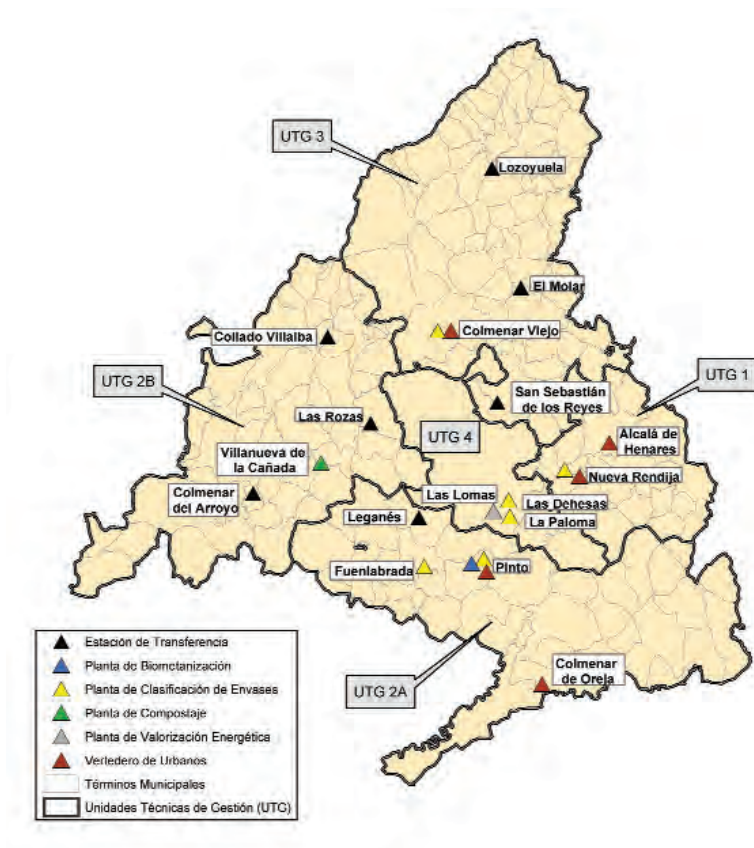 UTG 3
Lozoyuela
El Molar
Collado Villalba
Colmenar Viejo
UTG 2B
UTG 1
San Sebastián
de los Reyes
Las Rozas
UTG 4
Alcalá de
Henares
Villanueva de
la Cañada
Nueva Rendija
Las Lomas
Colmenar
del Arroyo
Las Dehesas
Leganés
La Paloma
Fuenlabrada
Pinto
Estación de Transferencia
Planta de Biometanización
Planta de Clasificación de Envases
Planta de Compostaje
Planta de Valorización Energética
Vertedero de Urbanos
Términos Municipales
Unidades Técnicas de Gestión (UTG)
UTG 2A
Colmenar
de Oreja